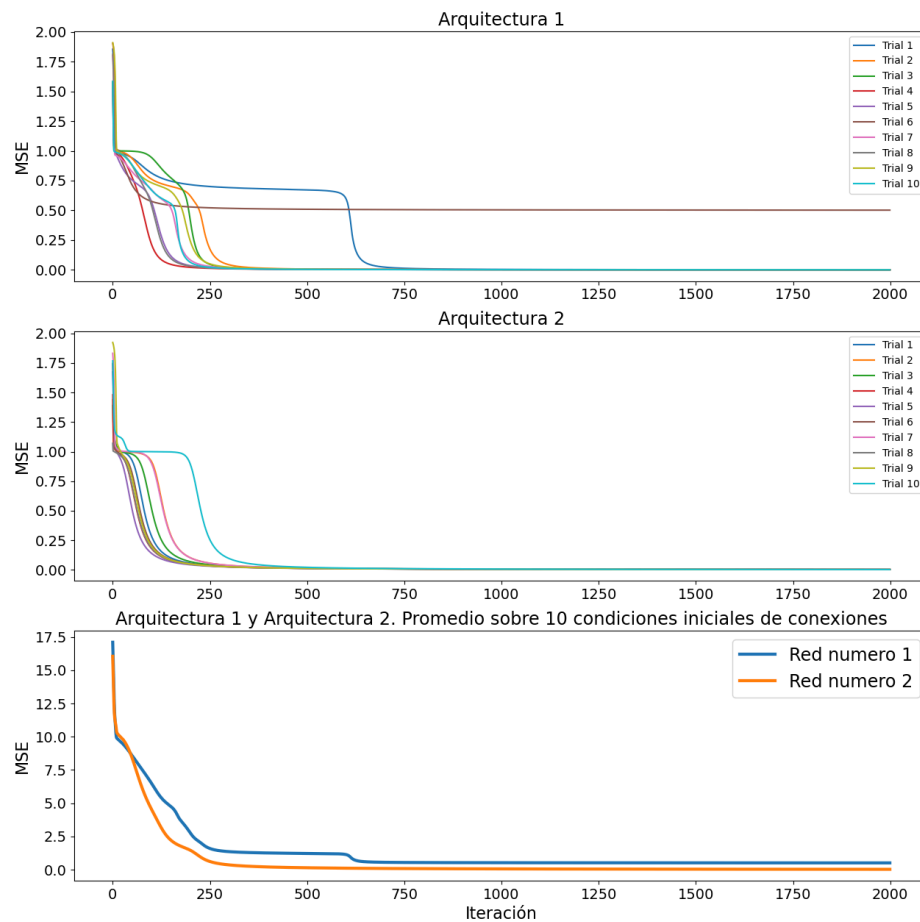 Arquitectura 1
MSE
2.00
1.75
1.50
1.25
1.00
0.75
0.50
0.25
0.00
Trial 1
Trial 2
Trial 3
Trial 4
Trial 5
Trial 6
Trial 7
Trial 8
Trial 9
Trial 10
0 250 500 750 1000 1250 1500 1750 2000
Arquitectura 2
MSE
2.00
1.75
1.50
1.25
1.00
0.75
0.50
0.25
0.00
Trial 1
Trial 2
Trial 3
Trial 4
Trial 5
Trial 6
Trial 7
Trial 8
Trial 9
Trial 10
0 250 500 750 1000 1250 1500 1750 2000
Arquitectura 1 y Arquitectura 2. Promedio sobre 10 condiciones iniciales de conexiones
MSE
17.5
15.0
12.5
10.0
7.5
5.0
2.5
0.0
Red numero 1
Red numero 2
0 250 500 750 1000 1250 1500 1750 2000
Iteración